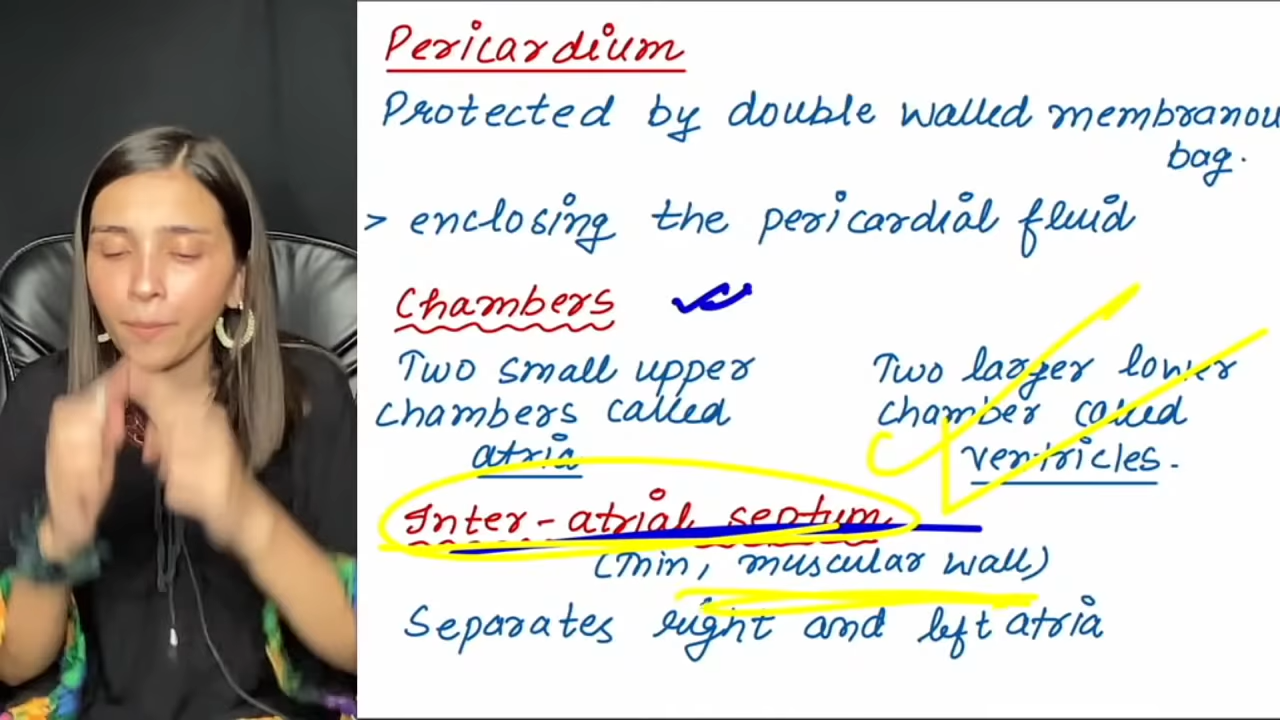 Pericardium
Protected by double walled membranou
bag.
> enclosing the pericardial fluid
Chambers
Two small upper
chambers called
atria
Two larger lower
chamber called
ventricles.
Inter-atrial septum
(Thin, muscular wall)
Separates right and left atria